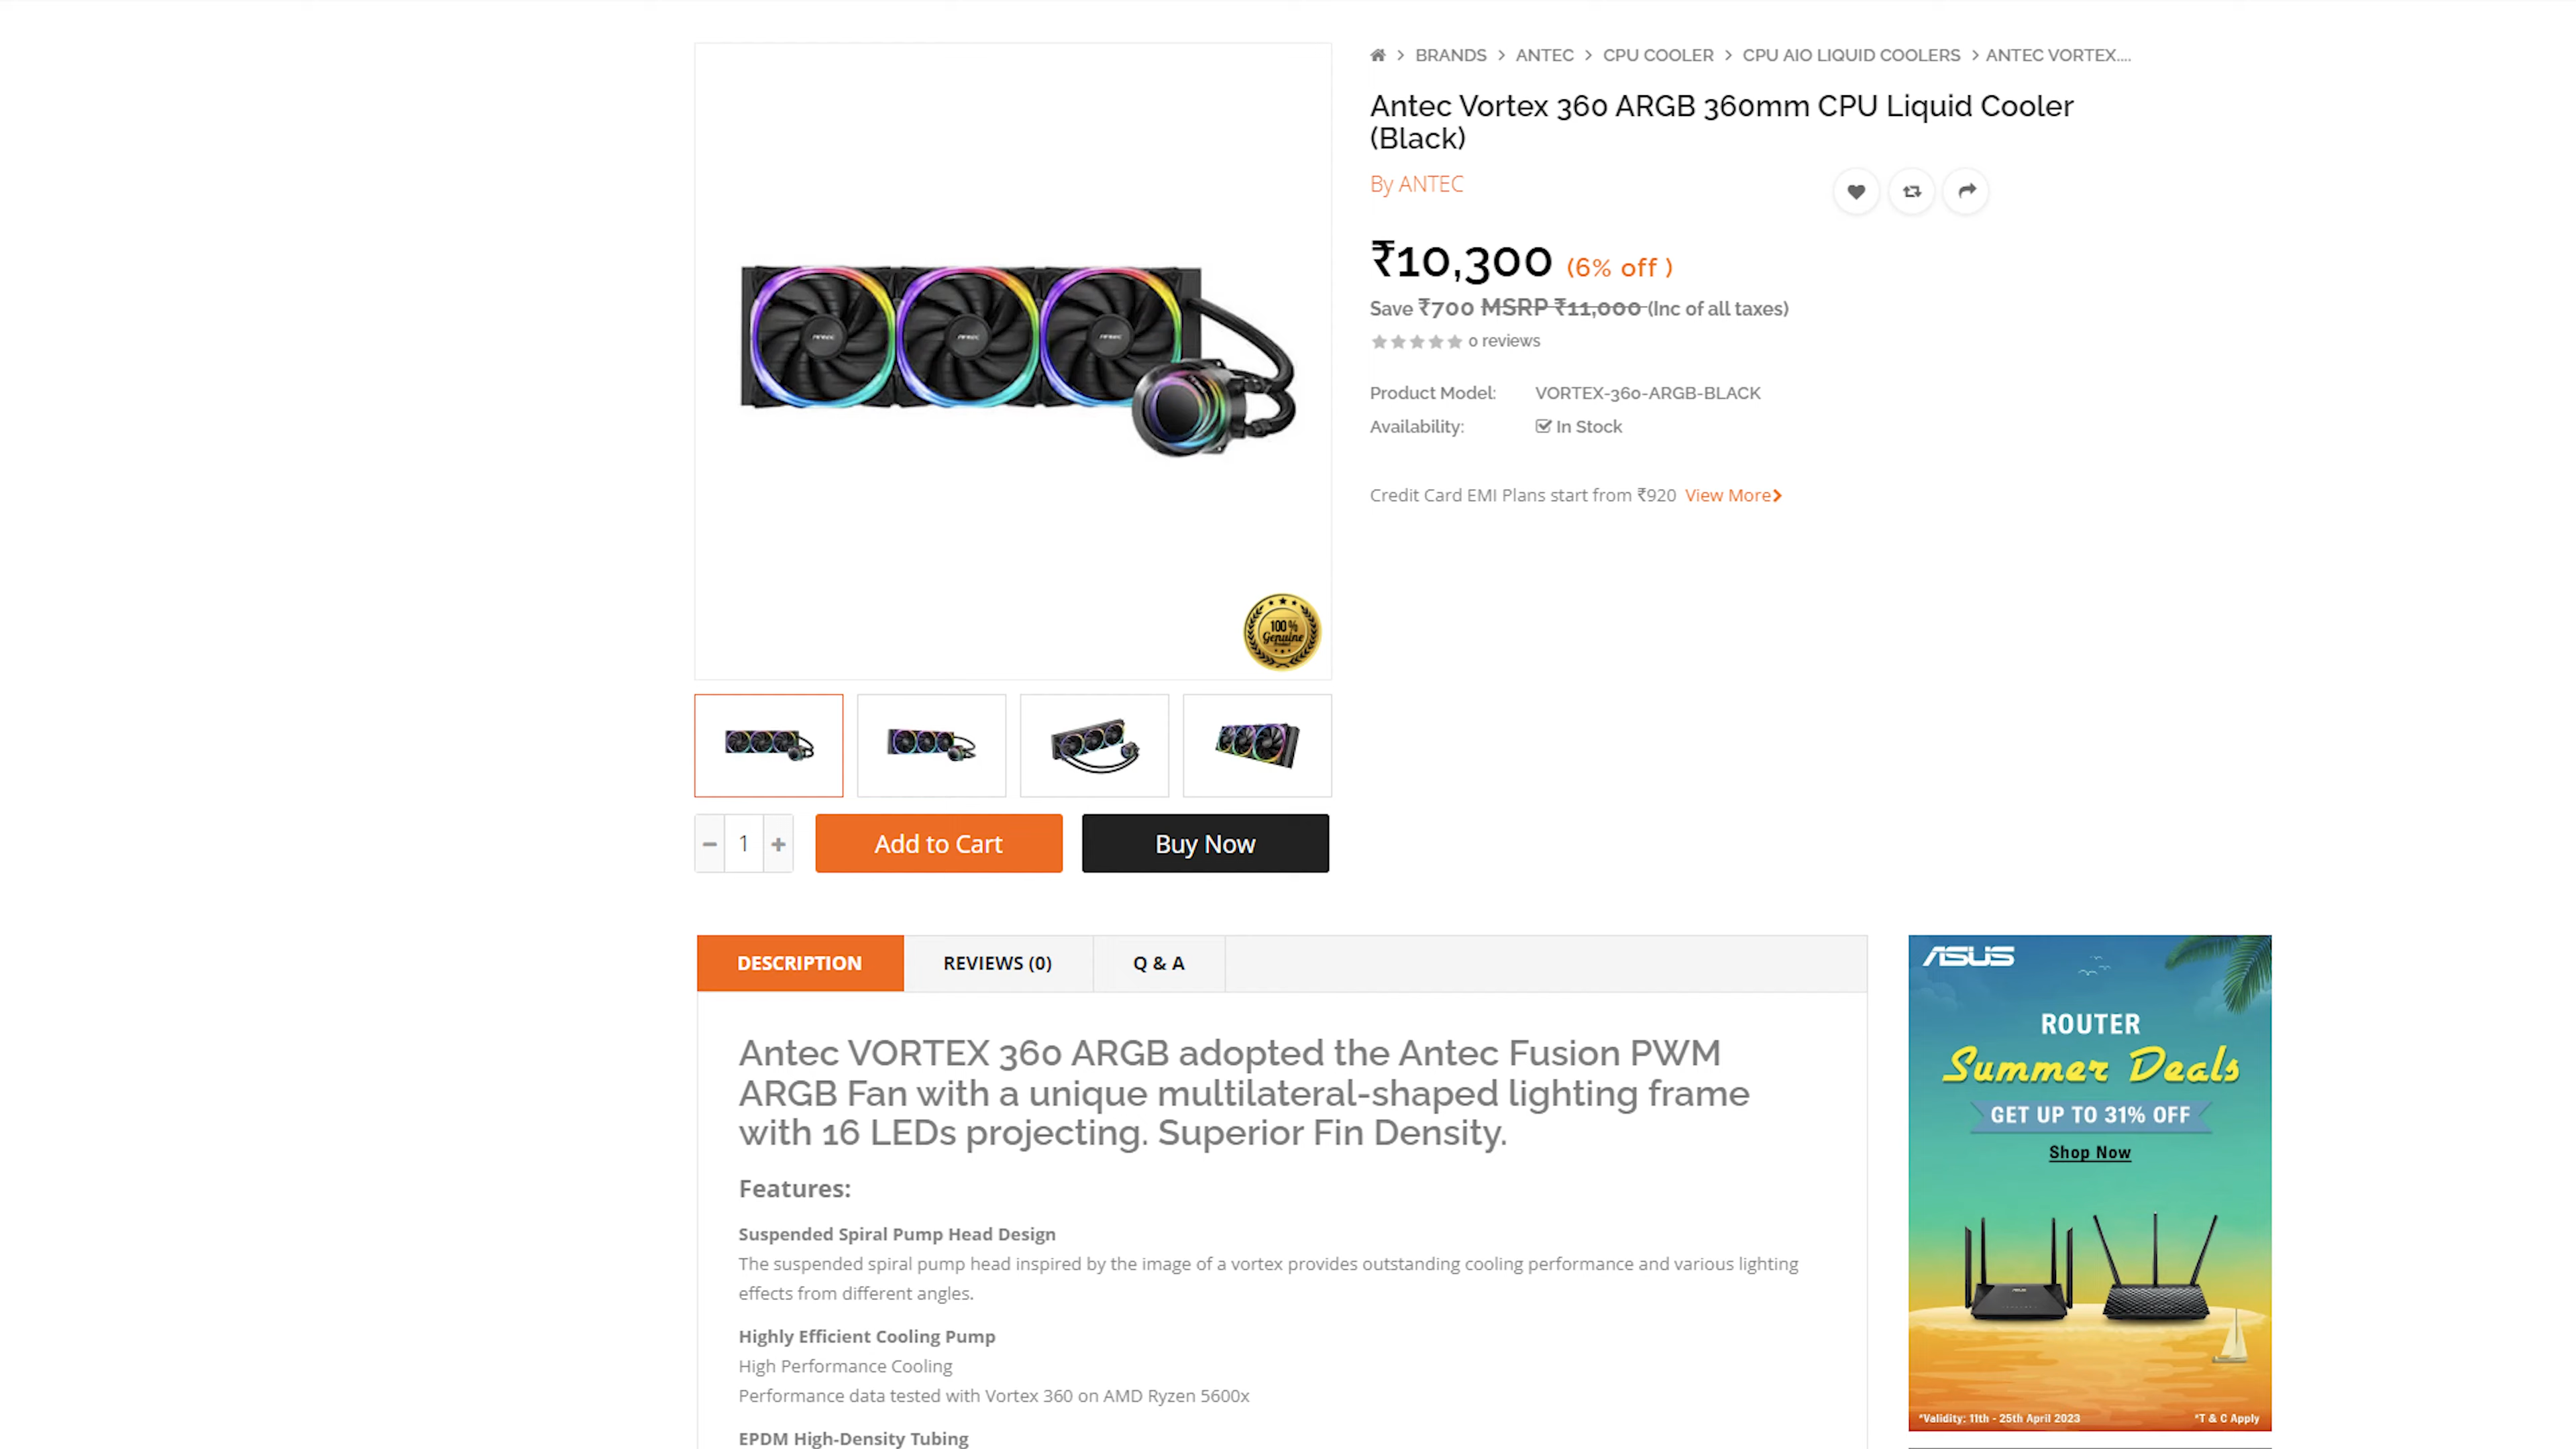 BRANDS > ANTEC > CPU COOLER > CPU AIO LIQUID COOLERS > ANTEC VORTEX....
Antec Vortex 360 ARGB 360mm CPU Liquid Cooler
(Black)
By ANTEC
₹10,300 (6% off )
Save ₹700 MSRP ₹11,000 (Inc of all taxes)
0 reviews
Product Model: VORTEX-360-ARGB-BLACK
Availability: In Stock
Credit Card EMI Plans start from ₹920 View More
ANTEC
ANTEC
ANTEC
100 %
Genuine
Product
1
Add to Cart
Buy Now
DESCRIPTION
REVIEWS (0)
Q & A
Antec VORTEX 360 ARGB adopted the Antec Fusion PWM
ARGB Fan with a unique multilateral-shaped lighting frame
with 16 LEDs projecting. Superior Fin Density.
Features:
Suspended Spiral Pump Head Design
The suspended spiral pump head inspired by the image of a vortex provides outstanding cooling performance and various lighting
effects from different angles.
Highly Efficient Cooling Pump
High Performance Cooling
Performance data tested with Vortex 360 on AMD Ryzen 5600x
EPDM High-Density Tubing
ASUS
ROUTER
Summer Deals
GET UP TO 31% OFF
Shop Now
*Validity: 11th - 25th April 2023
*T & C Apply